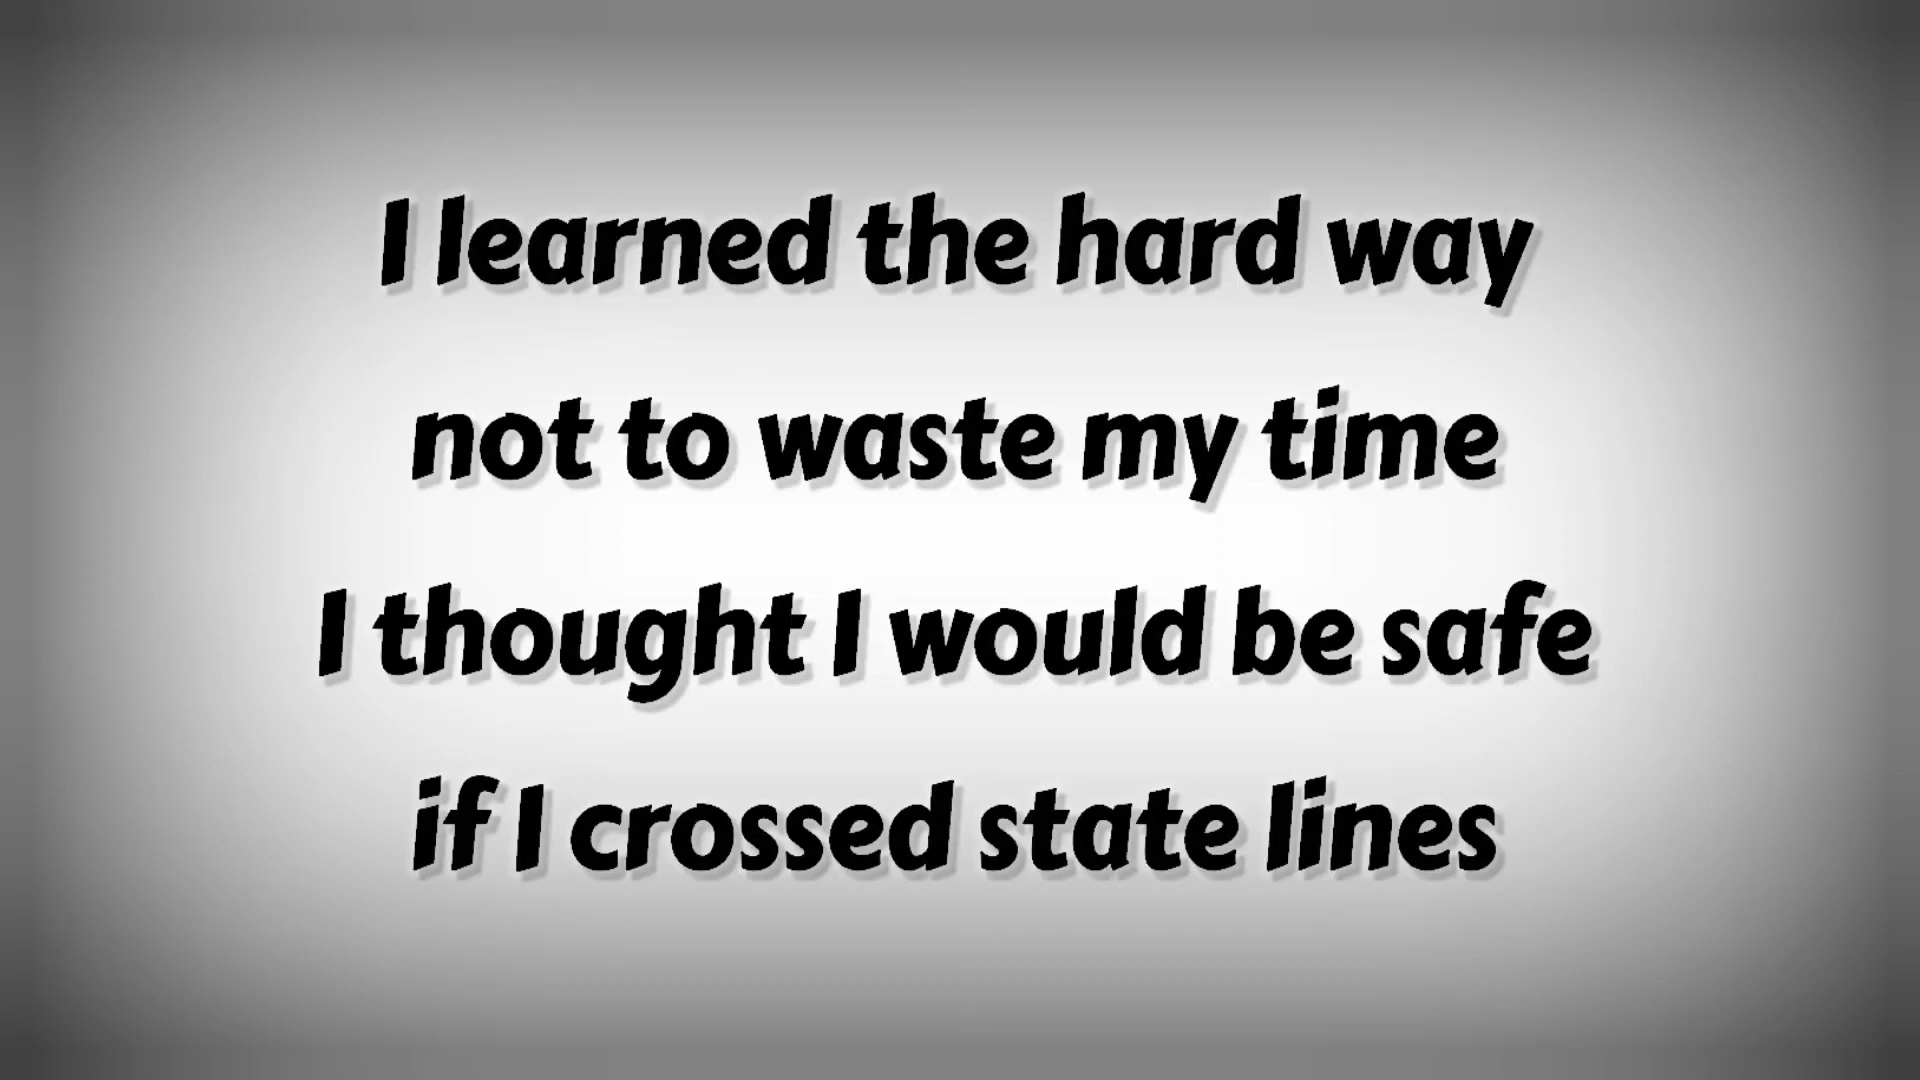 I learned the hard way
not to waste my time
I thought I would be safe
if I crossed state lines